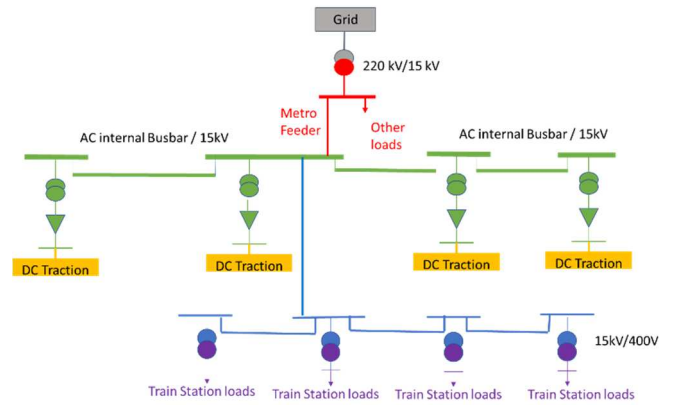 Grid
220 kV/15 kV
Metro
Feeder
Other
loads
AC internal Busbar / 15kV
AC internal Busbar / 15kV
DC Traction
DC Traction
DC Traction
DC Traction
15kV/400V
Train Station loads
Train Station loads
Train Station loads
Train Station loads